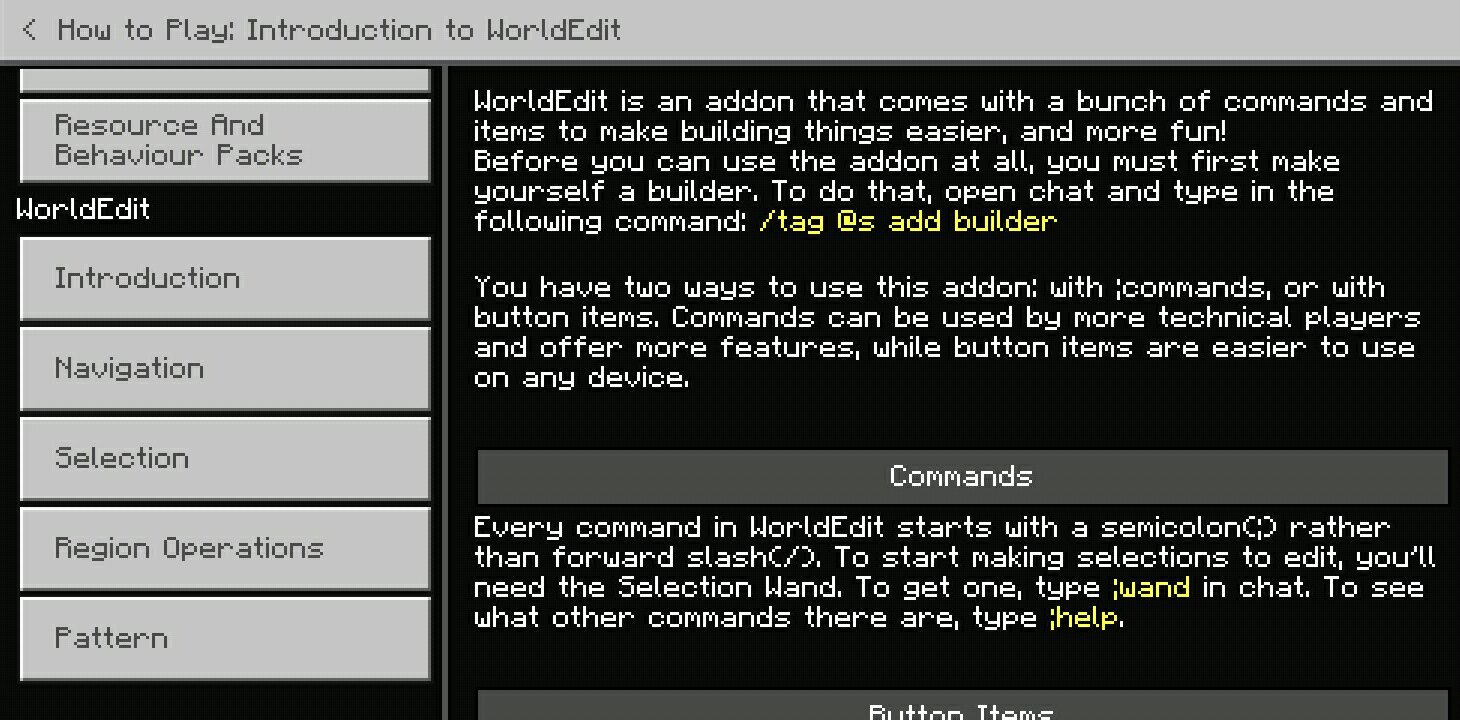 < How to Play: Introduction to WorldEdit
Resource And
Behaviour Packs
WorldEdit
Introduction
Navigation
Selection
Region Operations
Pattern
WorldEdit is an addon that comes with a bunch of commands and
items to make building things easier, and more fun!
Before you can use the addon at all, you must first make
yourself a builder. To do that, open chat and type in the
following command: /tag @s add builder
You have two ways to use this addon: with ;commands, or with
button items. Commands can be used by more technical players
and offer more features, while button items are easier to use
on any device.
Commands
Every command in WorldEdit starts with a semicolon(;) rather
than forward slash(/). To start making selections to edit, you'll
need the Selection Wand. To get one, type ;wand in chat. To see
what other commands there are, type ;help.
Button Items